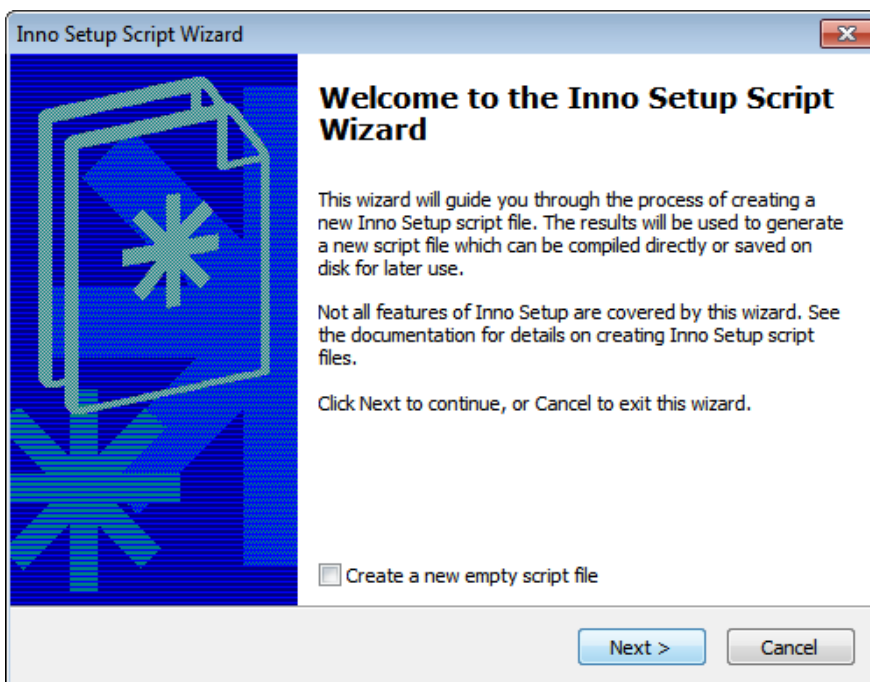 Inno Setup Script Wizard
Welcome to the Inno Setup Script
Wizard
This wizard will guide you through the process of creating a
new Inno Setup script file. The results will be used to generate
a new script file which can be compiled directly or saved on
disk for later use.
Not all features of Inno Setup are covered by this wizard. See
the documentation for details on creating Inno Setup script
files.
Click Next to continue, or Cancel to exit this wizard.
Create a new empty script file
Next >
Cancel